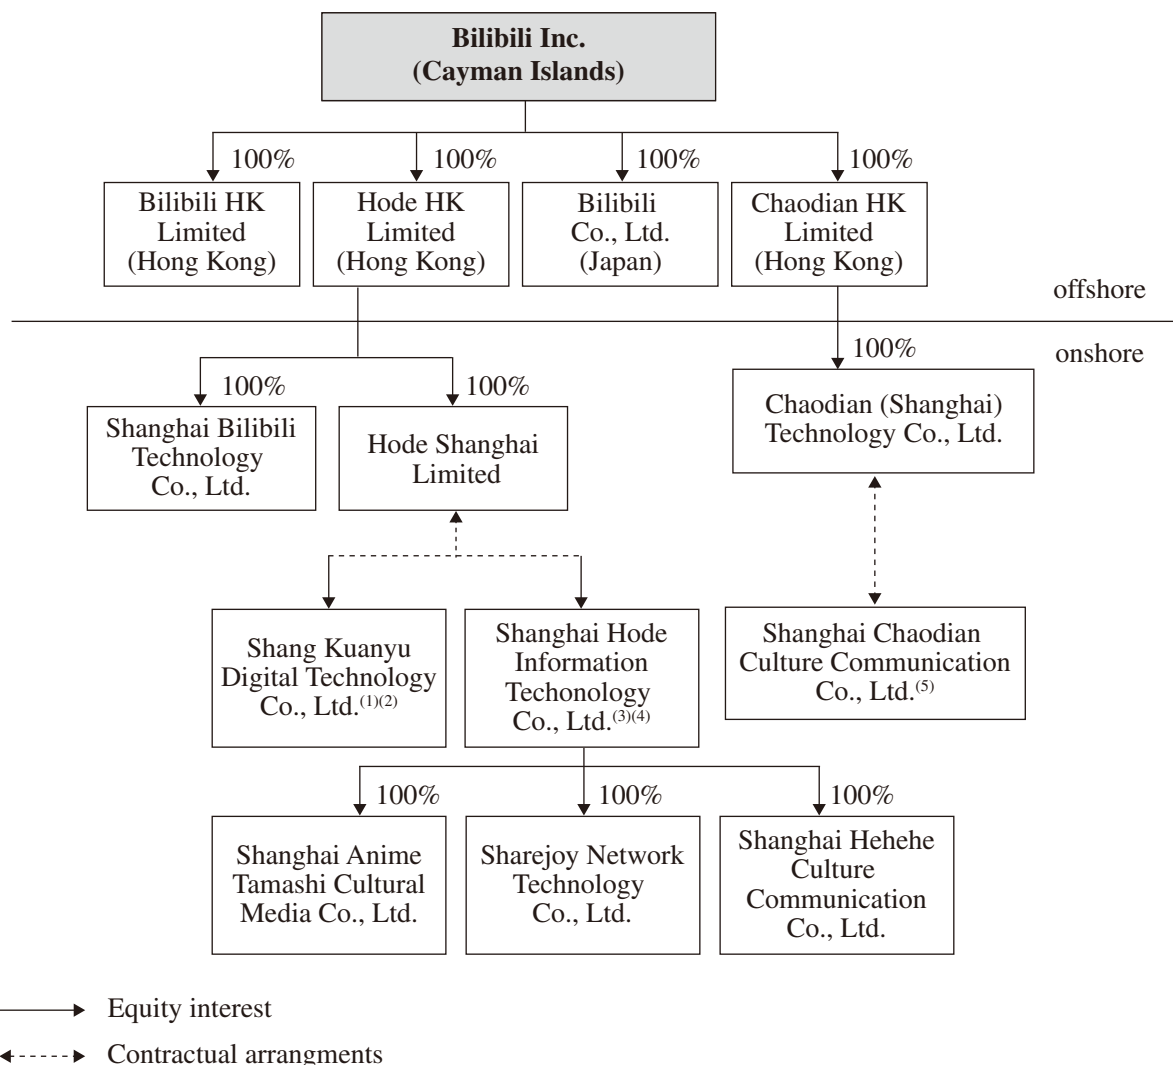 Bilibili Inc.
(Cayman Islands)
100%
100%
100%
100%
Bilibili HK
Limited
(Hong Kong)
Hode HK
Limited
(Hong Kong)
Bilibili
Co., Ltd.
(Japan)
Chaodian HK
Limited
(Hong Kong)
offshore
onshore
100%
100%
100%
Shanghai Bilibili
Technology
Co., Ltd.
Hode Shanghai
Limited
Chaodian (Shanghai)
Technology Co., Ltd.
Shang Kuanyu
Digital Technology
Co., Ltd.(1)(2)
Shanghai Hode
Information
Techonology
Co., Ltd.(3)(4)
Shanghai Chaodian
Culture Communication
Co., Ltd.(5)
100%
100%
100%
Shanghai Anime
Tamashi Cultural
Media Co., Ltd.
Sharejoy Network
Technology
Co., Ltd.
Shanghai Hehehe
Culture
Communication
Co., Ltd.
Equity interest
Contractual arrangments